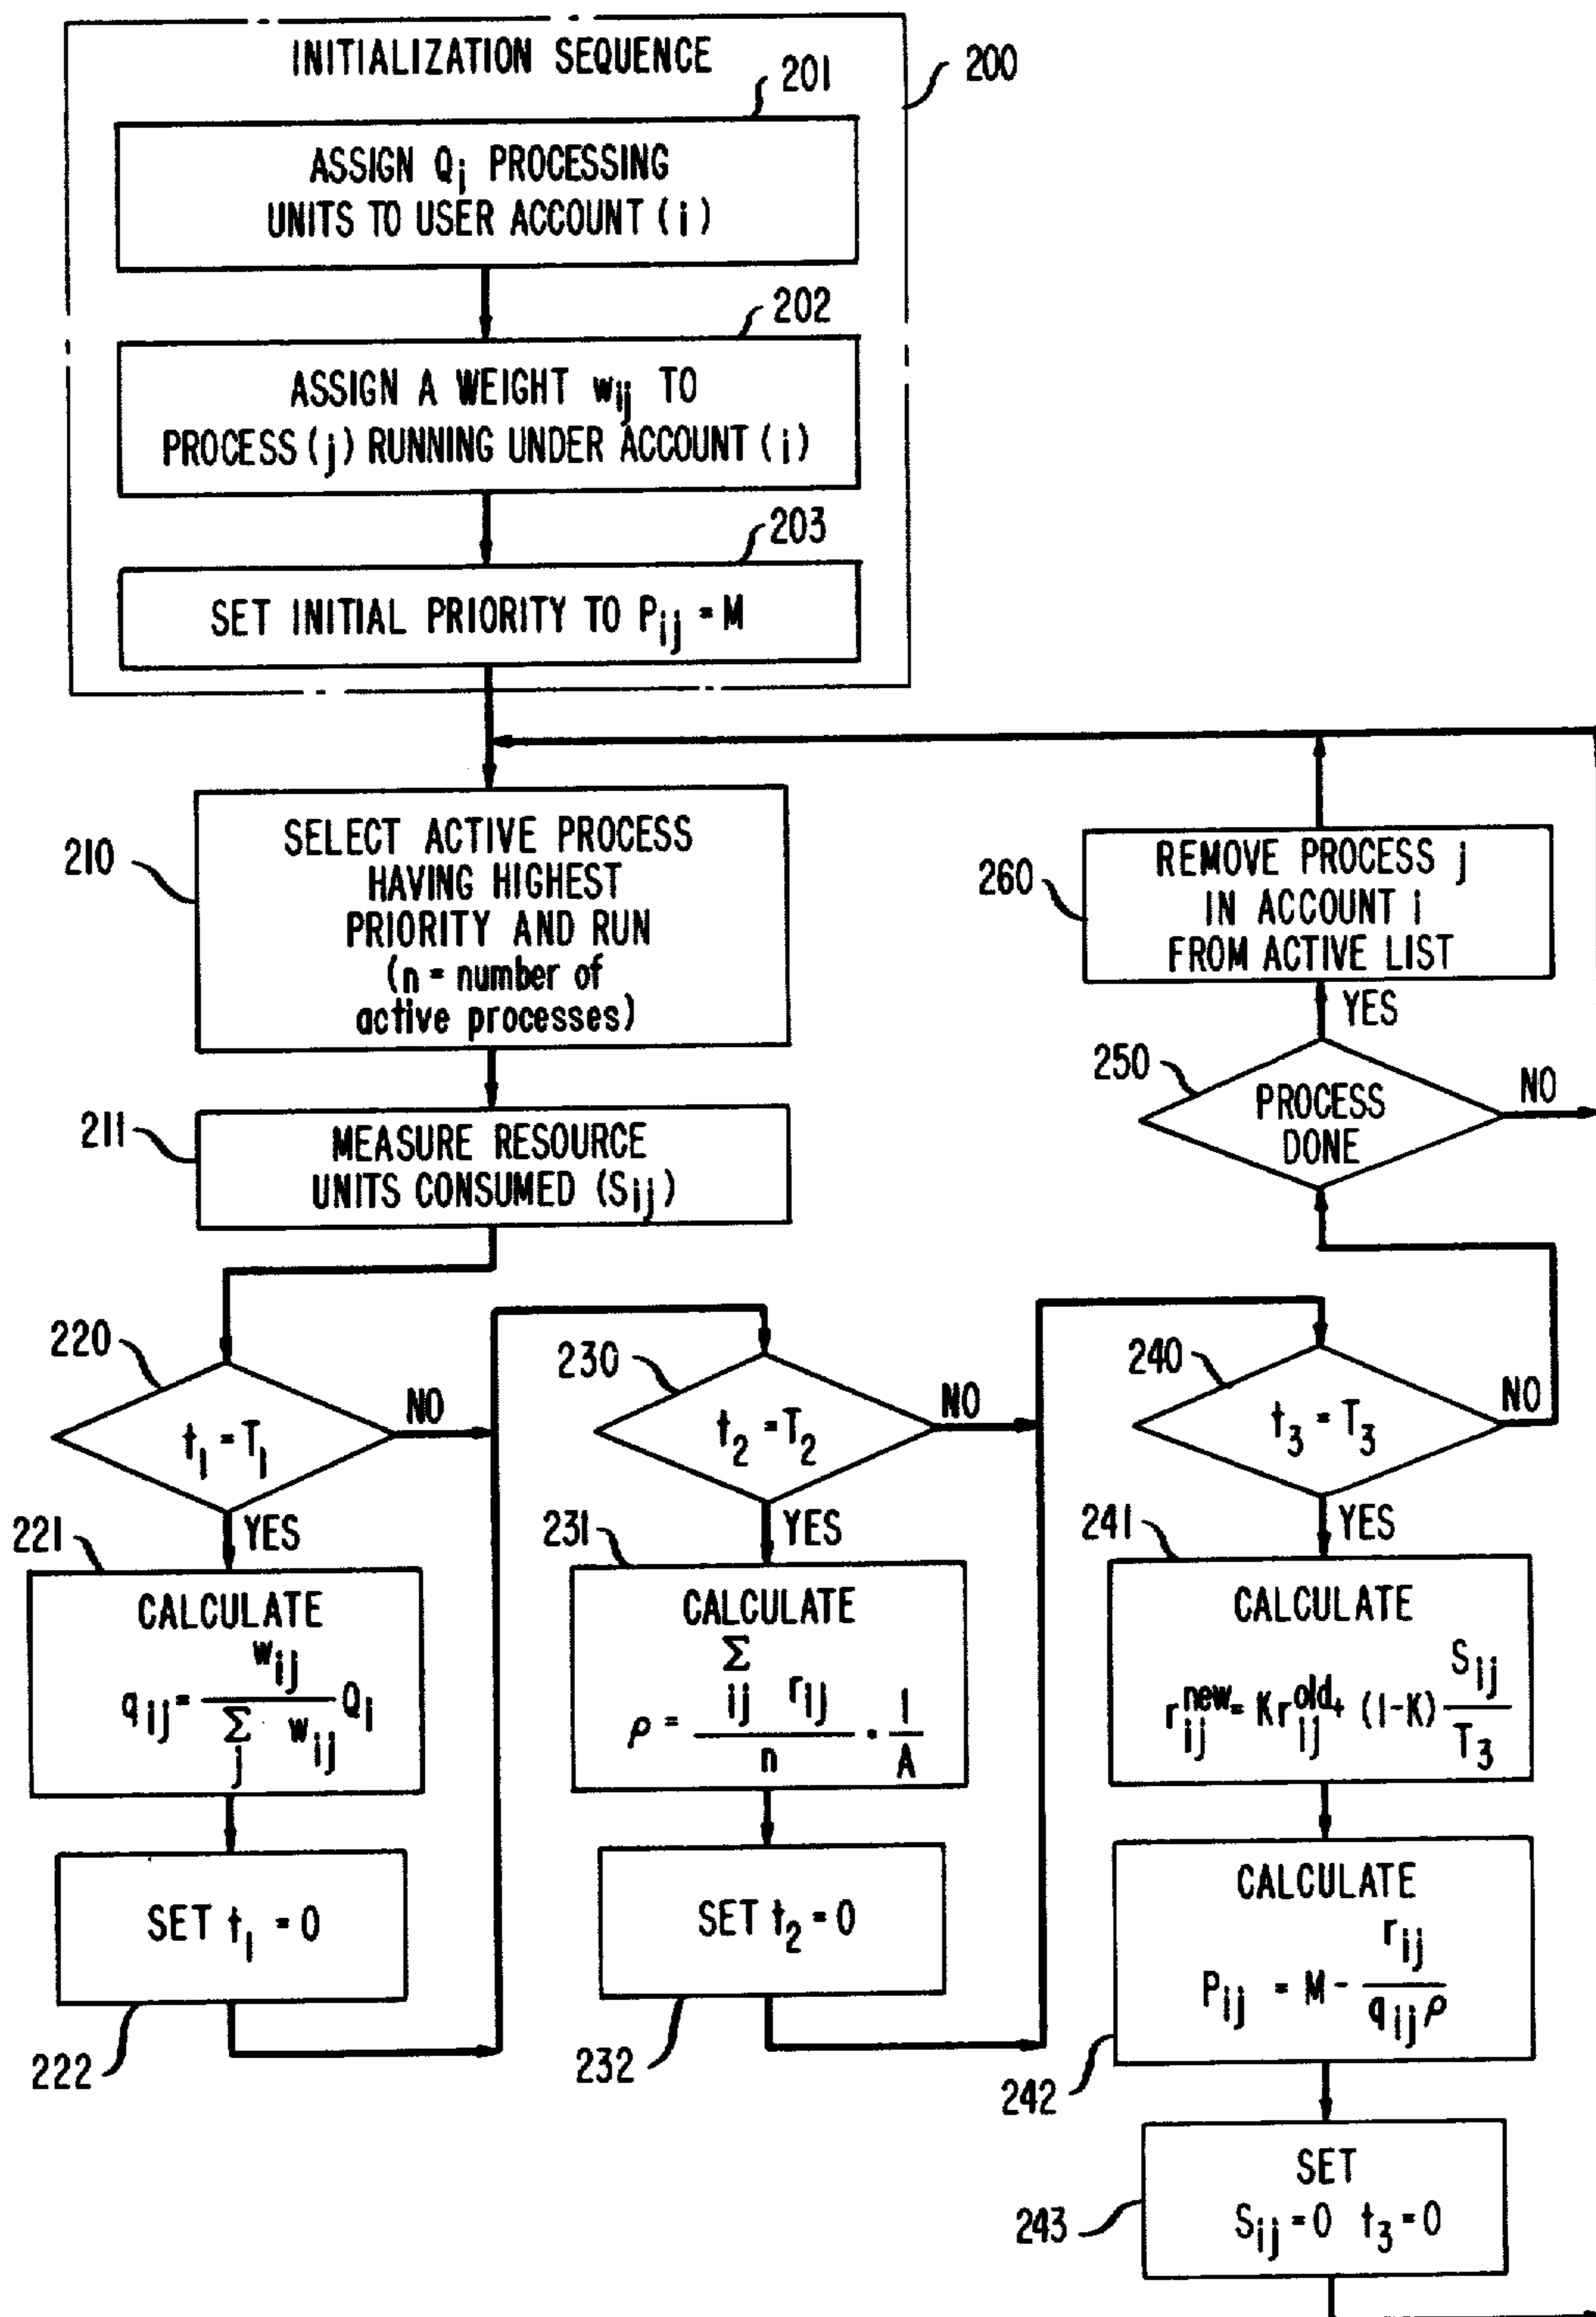 INITIALIZATION SEQUENCE
200
201
ASSIGN Qi PROCESSING
UNITS TO USER ACCOUNT (i)
202
ASSIGN A WEIGHT wij TO
PROCESS (j) RUNNING UNDER ACCOUNT (i)
203
SET INITIAL PRIORITY TO Pij = M
210
SELECT ACTIVE PROCESS
HAVING HIGHEST
PRIORITY AND RUN
(n = number of
active processes)
211
MEASURE RESOURCE
UNITS CONSUMED (Sij)
260
REMOVE PROCESS j
IN ACCOUNT i
FROM ACTIVE LIST
YES
250
PROCESS
DONE
NO
220
t1 = T1
NO
YES
221
CALCULATE
qij = wij / Σj wij Qi
SET t1 = 0
222
230
t2 = T2
NO
YES
231
CALCULATE
ρ = Σij rij / n · 1/A
SET t2 = 0
232
240
t3 = T3
NO
YES
241
CALCULATE
rij^new = K rij^old + (1-K) Sij / T3
CALCULATE
Pij = M - rij / qij ρ
242
SET
Sij = 0 t3 = 0
243